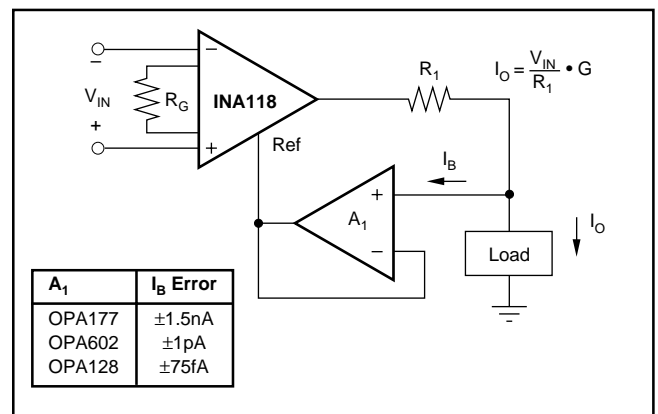 −
V_IN
+
R_G
−
INA118
+
Ref
R_1
I_O = V_IN / R_1 • G
I_B
+
A_1
−
Load
I_O
A_1 I_B Error
OPA177 ±1.5nA
OPA602 ±1pA
OPA128 ±75fA